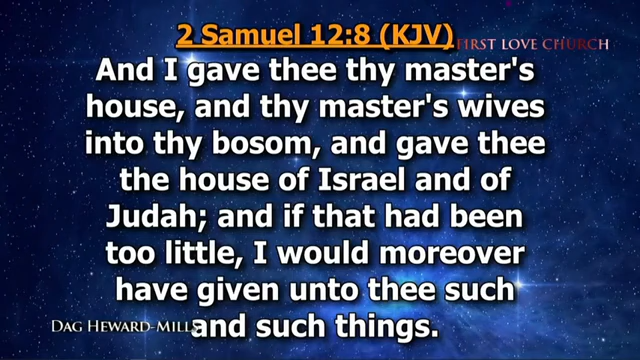 2 Samuel 12:8 (KJV)
FIRST LOVE CHURCH
And I gave thee thy master's
house, and thy master's wives
into thy bosom, and gave thee
the house of Israel and of
Judah; and if that had been
too little, I would moreover
have given unto thee such
and such things.
DAG HEWARD-MILLS